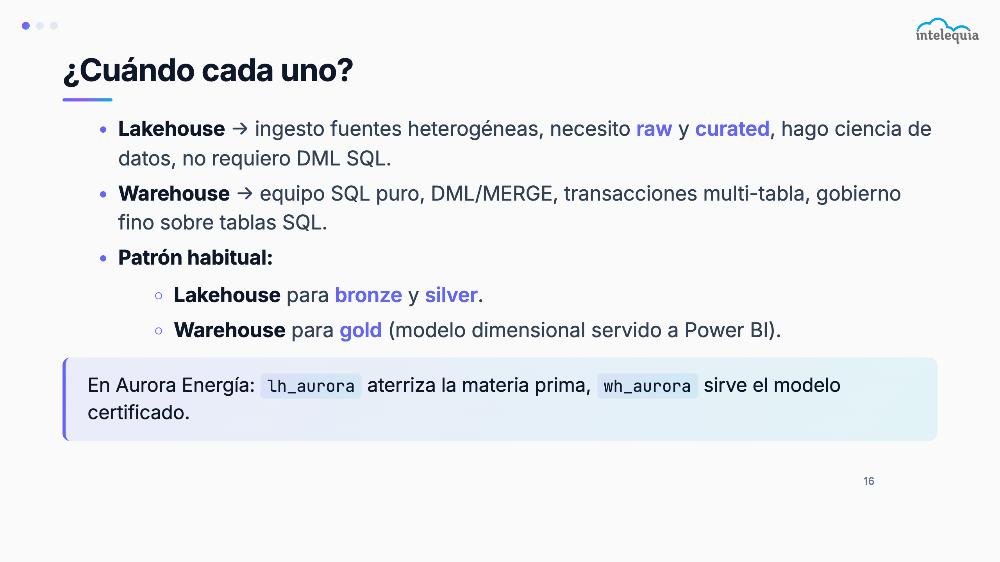 intelequia
¿Cuándo cada uno?
Lakehouse → ingesto fuentes heterogéneas, necesito raw y curated, hago ciencia de
datos, no requiero DML SQL.
Warehouse → equipo SQL puro, DML/MERGE, transacciones multi-tabla, gobierno
fino sobre tablas SQL.
Patrón habitual:
Lakehouse para bronze y silver.
Warehouse para gold (modelo dimensional servido a Power BI).
En Aurora Energía: lh_aurora aterriza la materia prima, wh_aurora sirve el modelo
certificado.
16